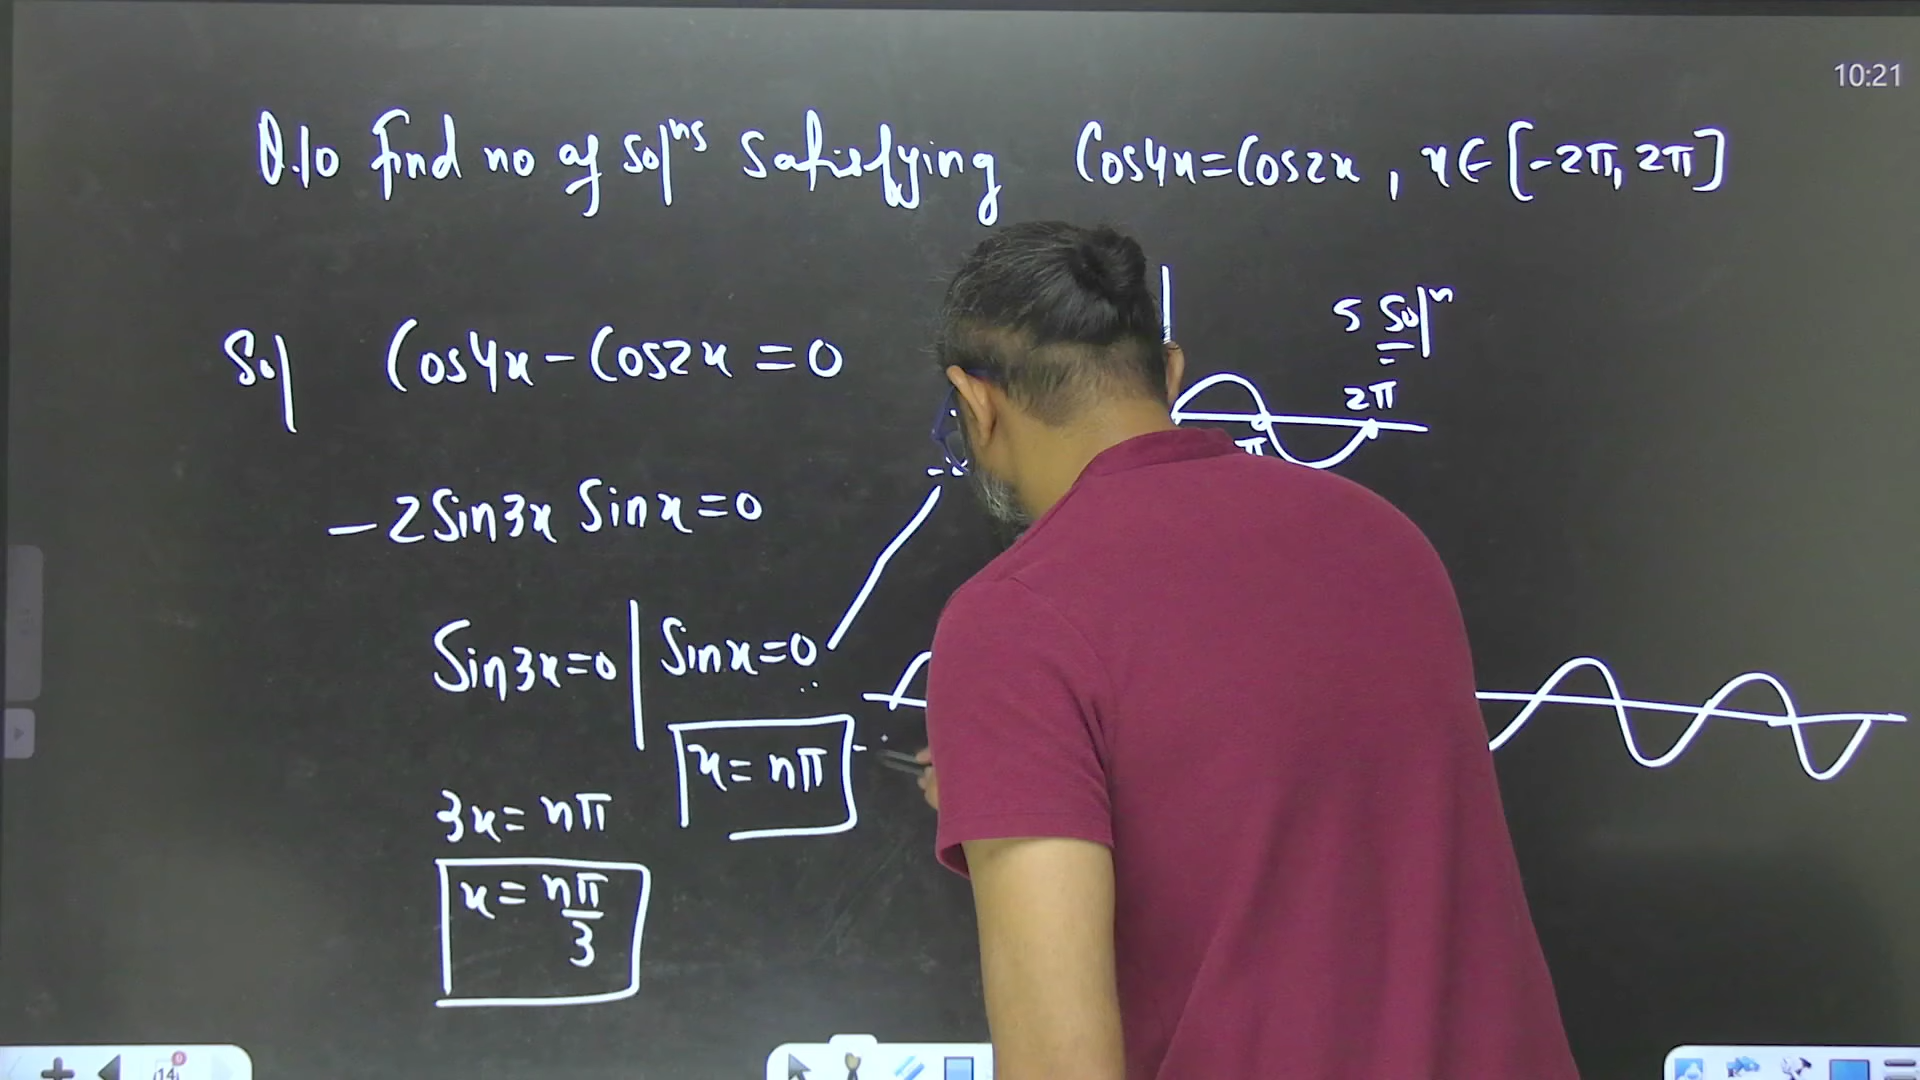 10:21
Q.10 find no of solⁿˢ satisfying Cos4x=Cos2x, x∈[-2π, 2π]
Sol Cos4x-Cos2x=0
5 Solⁿ
2π
π
-2Sin3x Sinx=0
Sin3x=0 | Sinx=0
x=nπ
3x=nπ
x=nπ/3
(14)